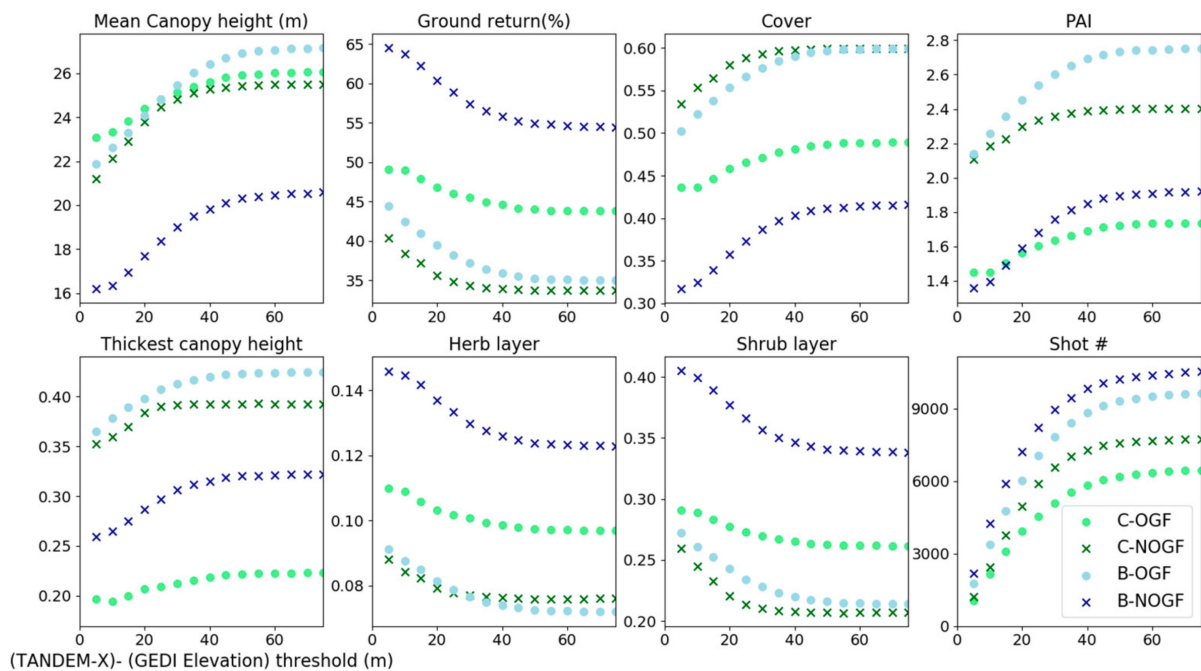 Mean Canopy height (m)
Ground return(%)
Cover
PAI
26
24
22
20
18
16
0 20 40 60
65
60
55
50
45
40
35
0 20 40 60
0.60
0.55
0.50
0.45
0.40
0.35
0.30
0 20 40 60
2.8
2.6
2.4
2.2
2.0
1.8
1.6
1.4
0 20 40 60
Thickest canopy height
Herb layer
Shrub layer
Shot #
0.40
0.35
0.30
0.25
0.20
0 20 40 60
0.14
0.12
0.10
0.08
0 20 40 60
0.40
0.35
0.30
0.25
0.20
0 20 40 60
9000
6000
3000
0
0 20 40 60
C-OGF
C-NOGF
B-OGF
B-NOGF
(TANDEM-X)- (GEDI Elevation) threshold (m)